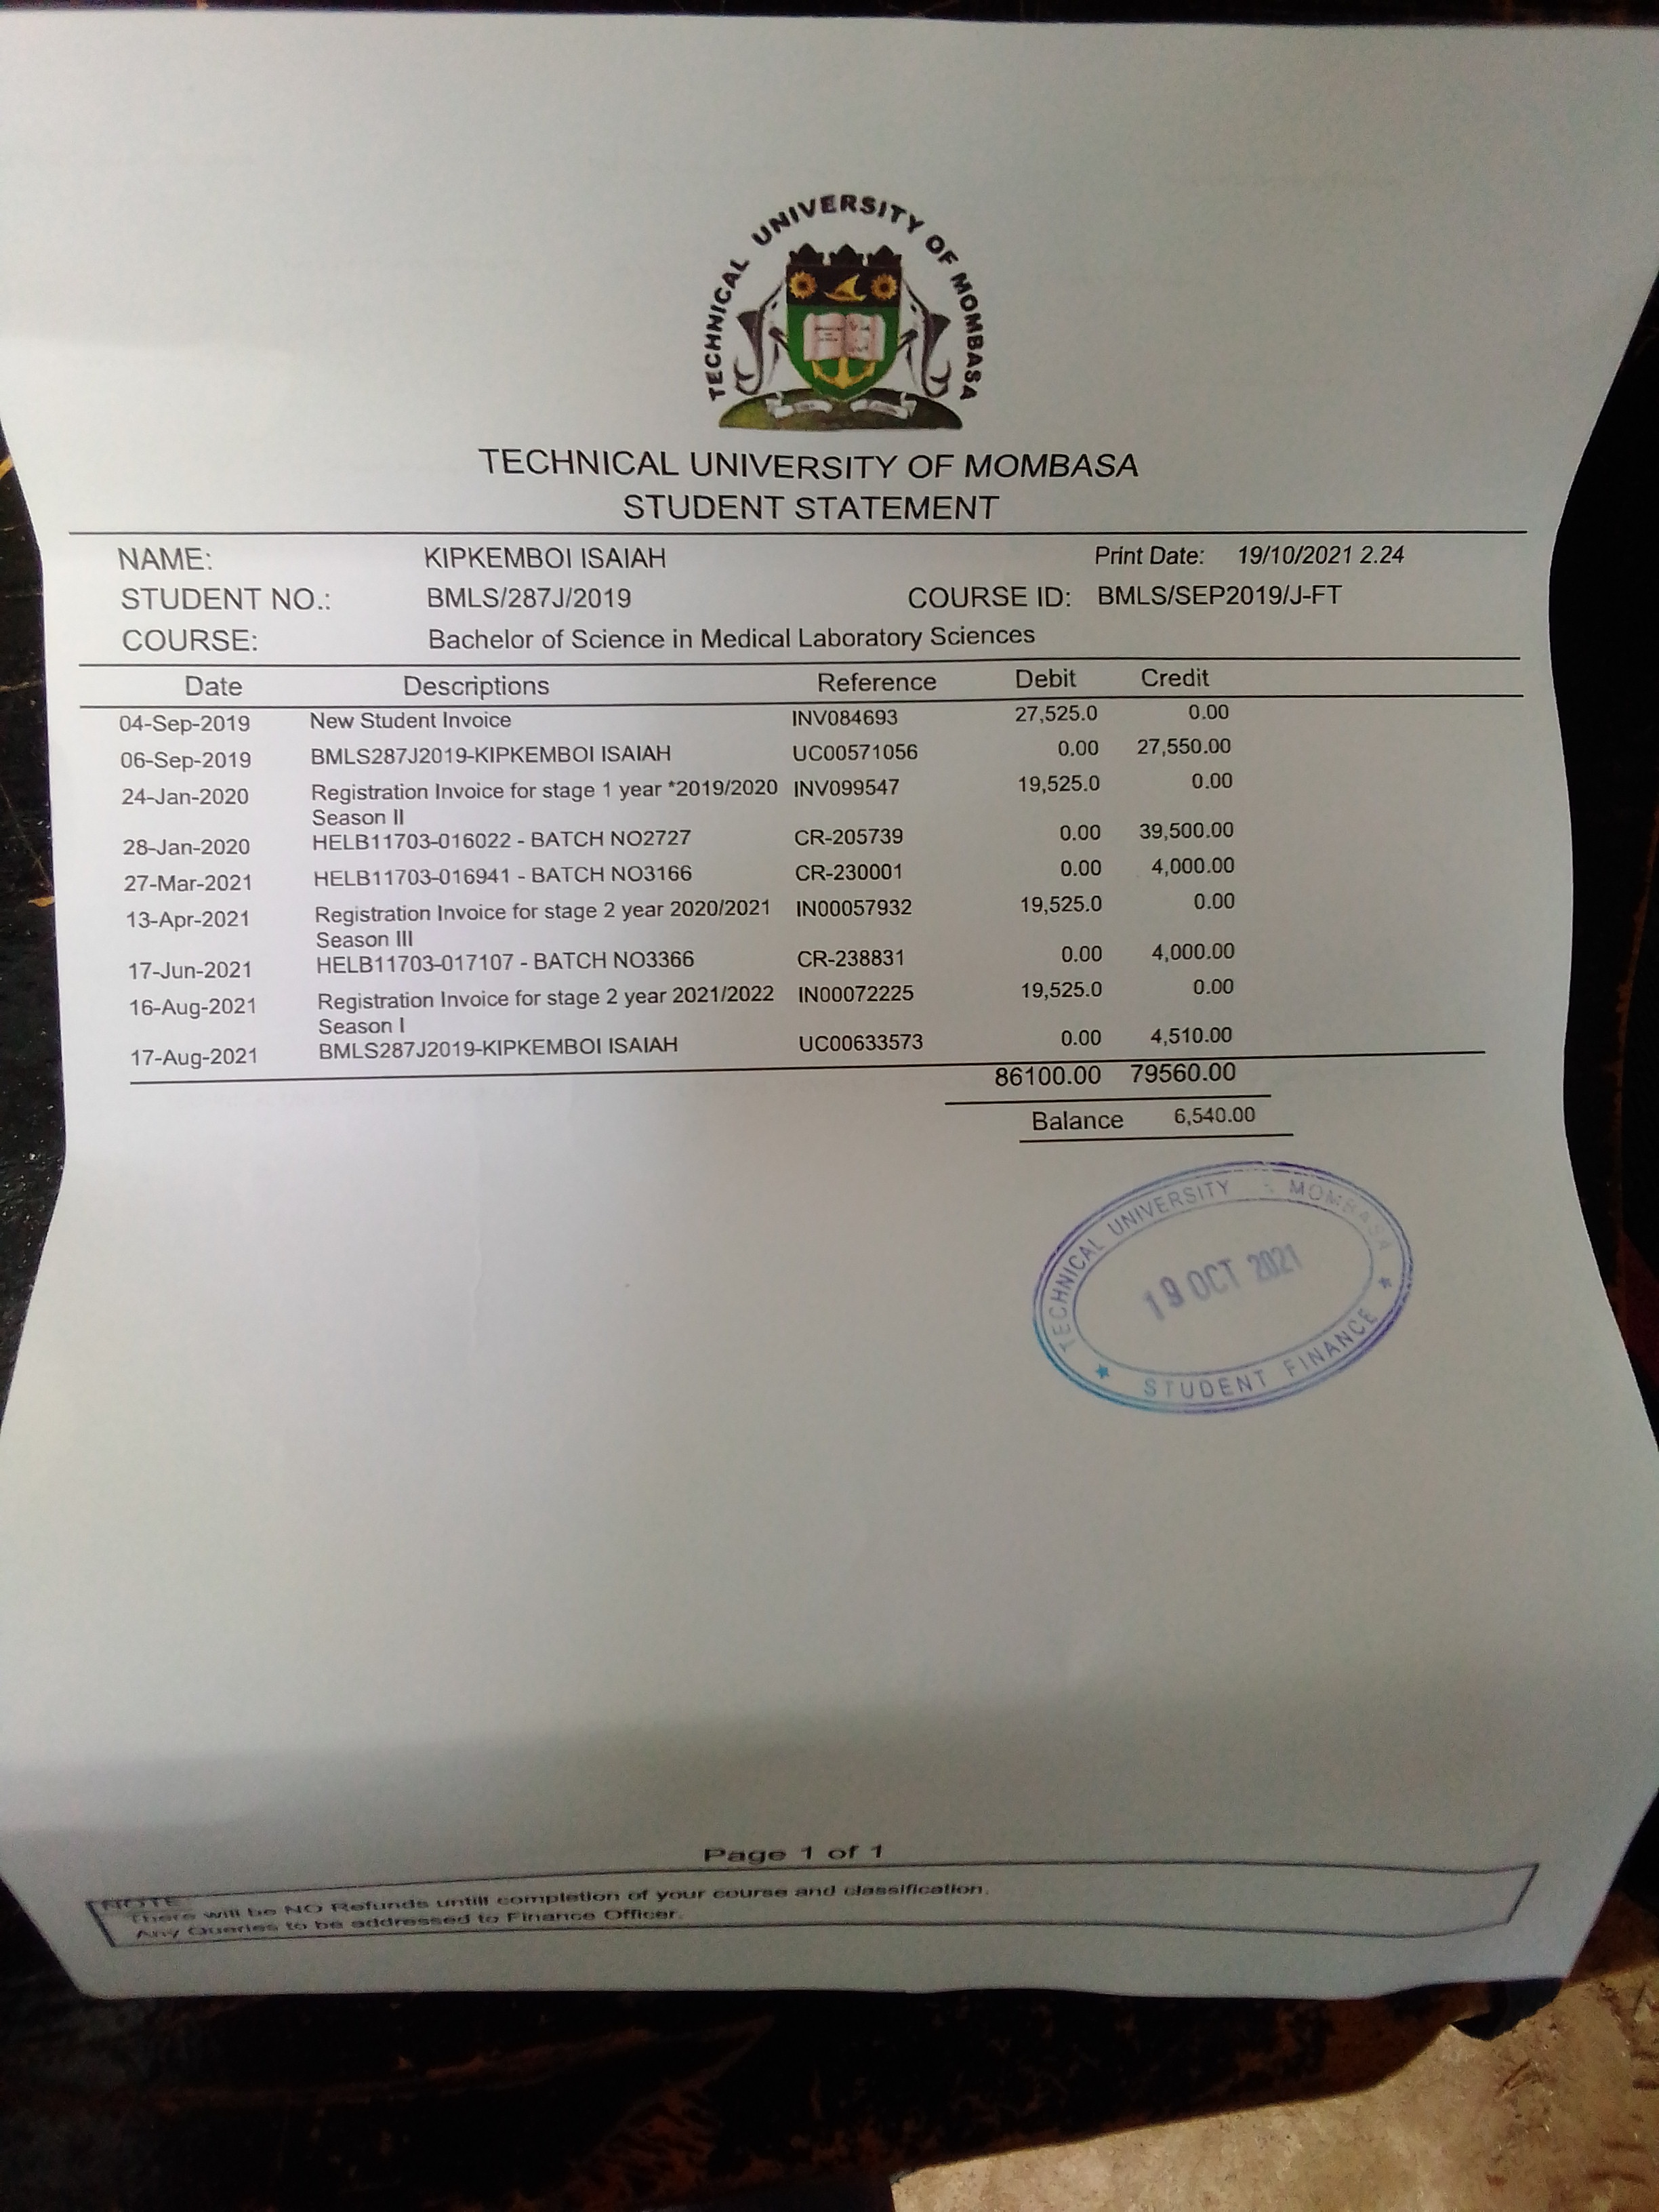 TECHNICAL UNIVERSITY OF MOMBASA
TECHNICAL UNIVERSITY OF MOMBASA
STUDENT STATEMENT
NAME: KIPKEMBOI ISAIAH Print Date: 19/10/2021 2.24
STUDENT NO.: BMLS/287J/2019 COURSE ID: BMLS/SEP2019/J-FT
COURSE: Bachelor of Science in Medical Laboratory Sciences
Date Descriptions Reference Debit Credit
04-Sep-2019 New Student Invoice INV084693 27,525.0 0.00
06-Sep-2019 BMLS287J2019-KIPKEMBOI ISAIAH UC00571056 0.00 27,550.00
24-Jan-2020 Registration Invoice for stage 1 year *2019/2020 INV099547 19,525.0 0.00
Season II
28-Jan-2020 HELB11703-016022 - BATCH NO2727 CR-205739 0.00 39,500.00
27-Mar-2021 HELB11703-016941 - BATCH NO3166 CR-230001 0.00 4,000.00
13-Apr-2021 Registration Invoice for stage 2 year 2020/2021 IN00057932 19,525.0 0.00
Season III
17-Jun-2021 HELB11703-017107 - BATCH NO3366 CR-238831 0.00 4,000.00
16-Aug-2021 Registration Invoice for stage 2 year 2021/2022 IN00072225 19,525.0 0.00
Season I
17-Aug-2021 BMLS287J2019-KIPKEMBOI ISAIAH UC00633573 0.00 4,510.00
86100.00 79560.00
Balance 6,540.00
TECHNICAL UNIVERSITY MOMBASA
19 OCT 2021
STUDENT FINANCE
Page 1 of 1
NOTE:
There will be NO Refunds untill completion of your course and classification.
Any Queries to be addressed to Finance Officer.